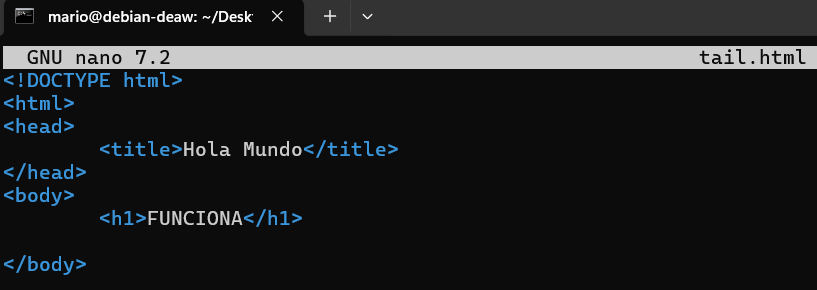 mario@debian-deaw: ~/Desk
GNU nano 7.2 tail.html
<!DOCTYPE html>
<html>
<head>
<title>Hola Mundo</title>
</head>
<body>
<h1>FUNCIONA</h1>
</body>